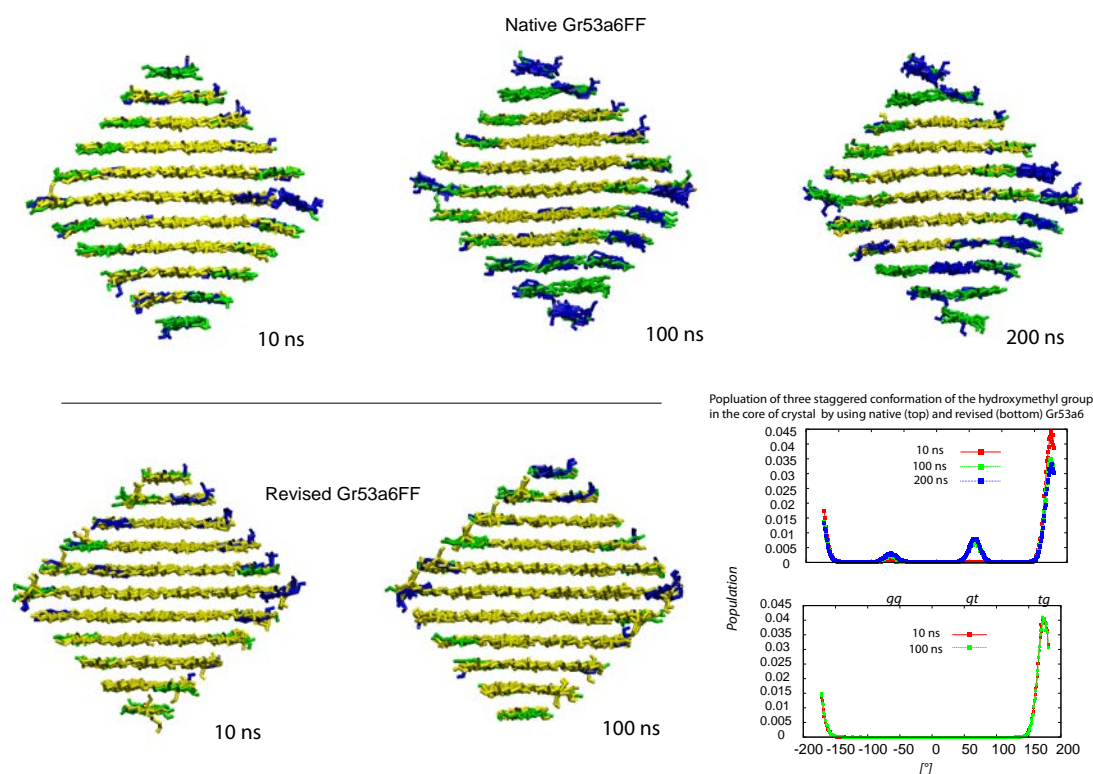 Native Gr53a6FF
10 ns
100 ns
200 ns
Revised Gr53a6FF
10 ns
100 ns
Popluation of three staggered conformation of the hydroxymethyl group
in the core of crystal by using native (top) and revised (bottom) Gr53a6
0.045
0.04
0.035
0.03
0.025
0.02
0.015
0.01
0.005
0
10 ns
100 ns
200 ns
gg gt tg
Population
0.045
0.04
0.035
0.03
0.025
0.02
0.015
0.01
0.005
0
10 ns
100 ns
-200 -150 -100 -50 0 50 100 150 200
[°]